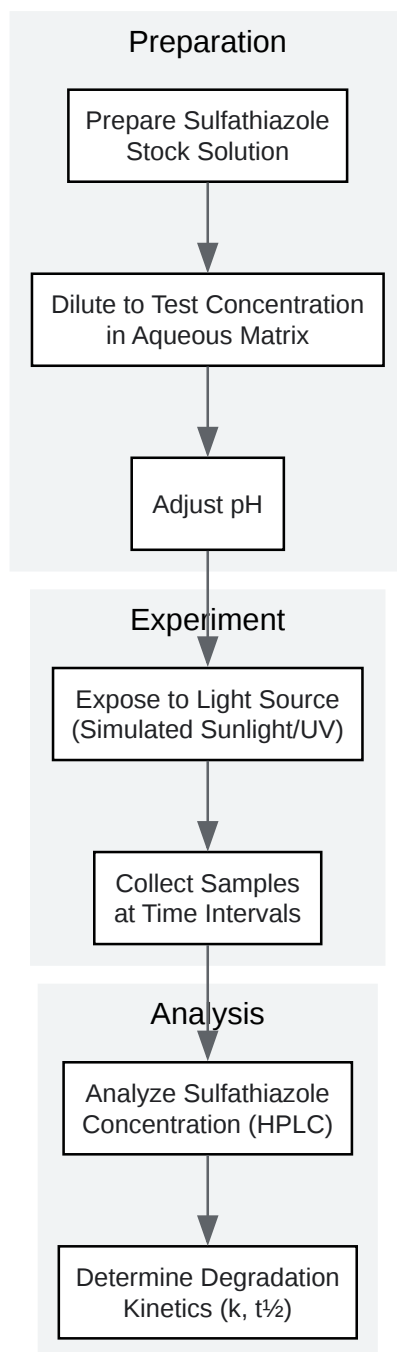 Preparation
Prepare Sulfathiazole
Stock Solution
Dilute to Test Concentration
in Aqueous Matrix
Adjust pH
Experiment
Expose to Light Source
(Simulated Sunlight/UV)
Collect Samples
at Time Intervals
Analysis
Analyze Sulfathiazole
Concentration (HPLC)
Determine Degradation
Kinetics (k, t½)